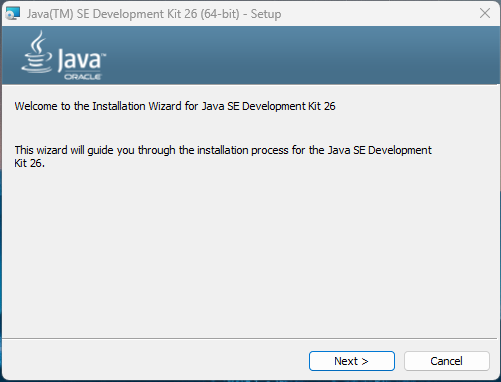 Java(TM) SE Development Kit 26 (64-bit) - Setup
Java™
ORACLE
Welcome to the Installation Wizard for Java SE Development Kit 26
This wizard will guide you through the installation process for the Java SE Development
Kit 26.
Next >
Cancel